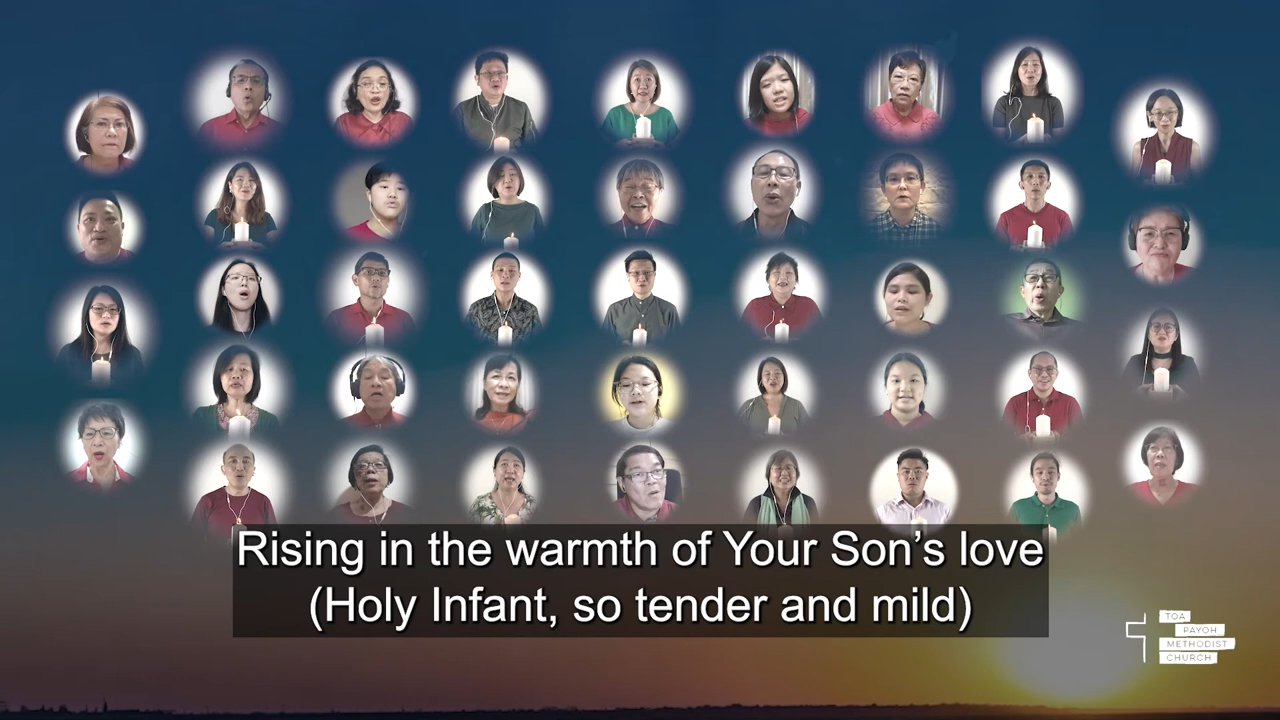 Rising in the warmth of Your Son’s love
(Holy Infant, so tender and mild)
TOA
PAYOH
METHODIST
CHURCH